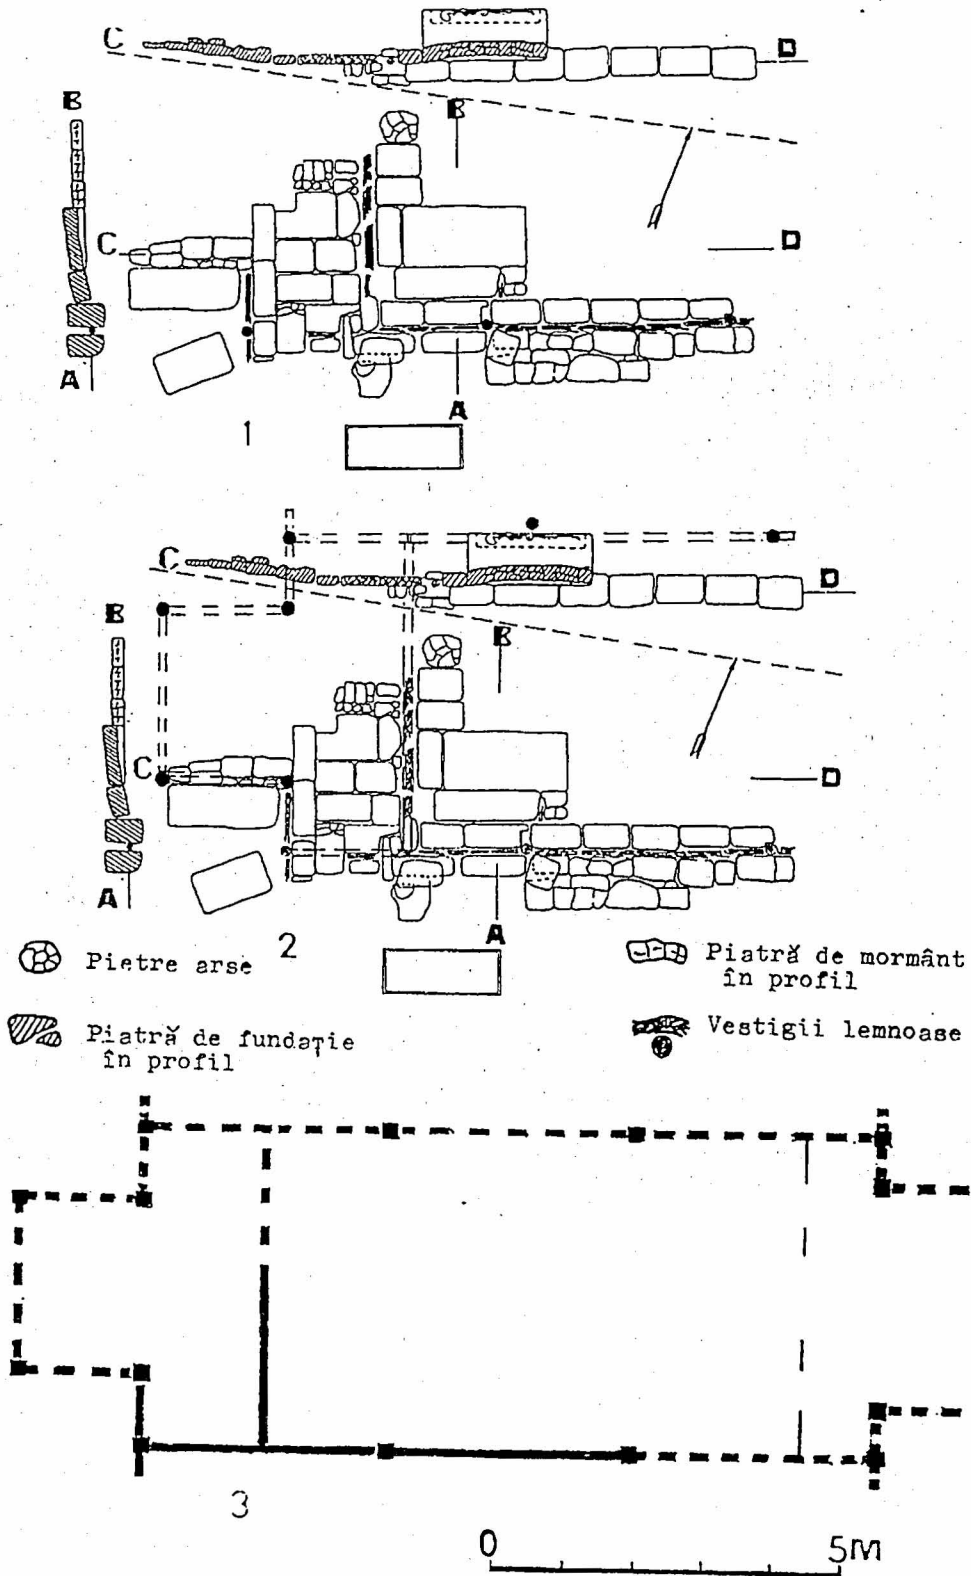 C
D
B
B
C
D
A
A
1
C
D
B
B
C
D
A
A
2
Pietre arse
Piatră de mormânt
în profil
Piatră de fundație
în profil
Vestigii lemnoase
3
0 5M